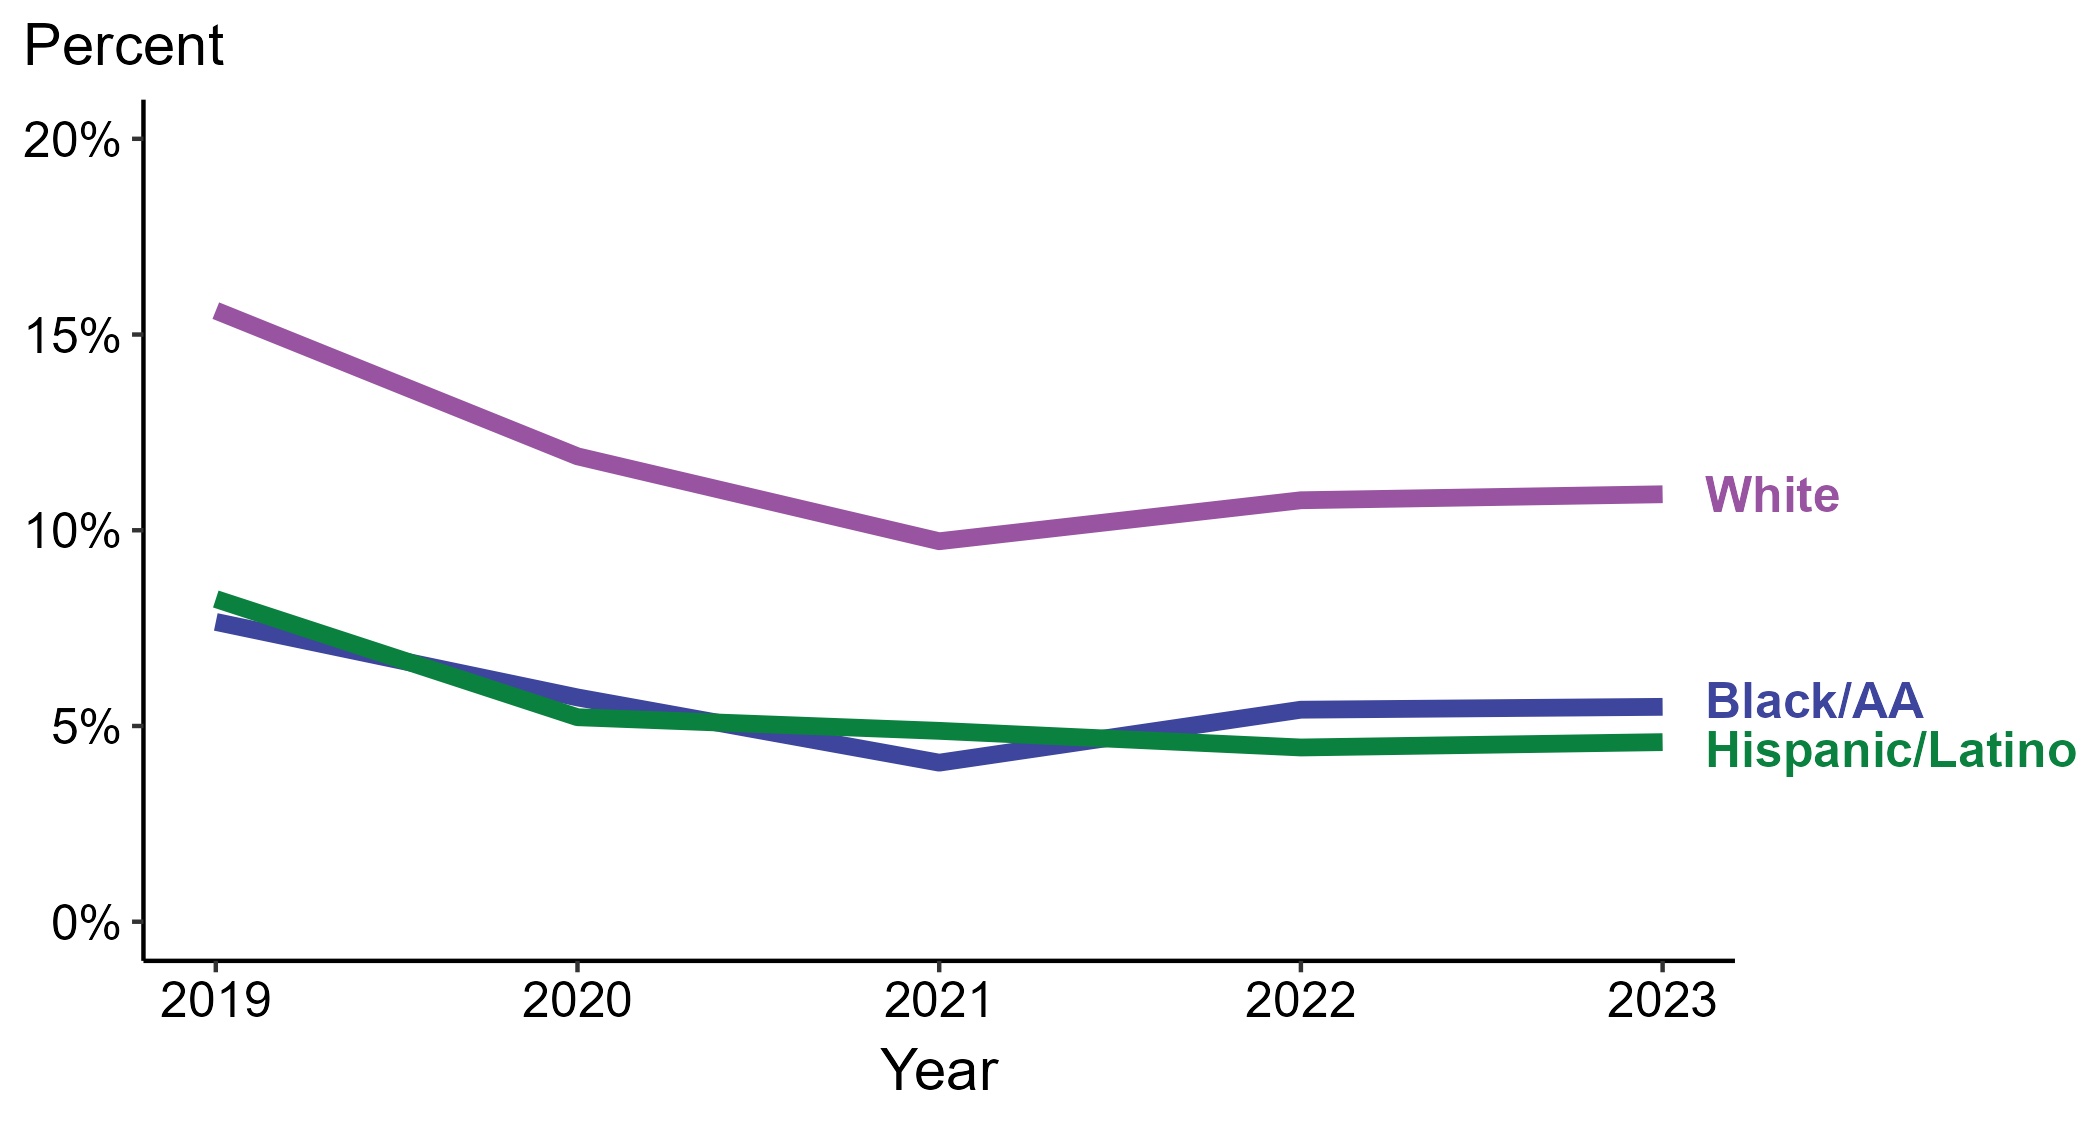 Percent
20%
15%
10%
5%
0%
White
Black/AA
Hispanic/Latino
2019 2020 2021 2022 2023
Year